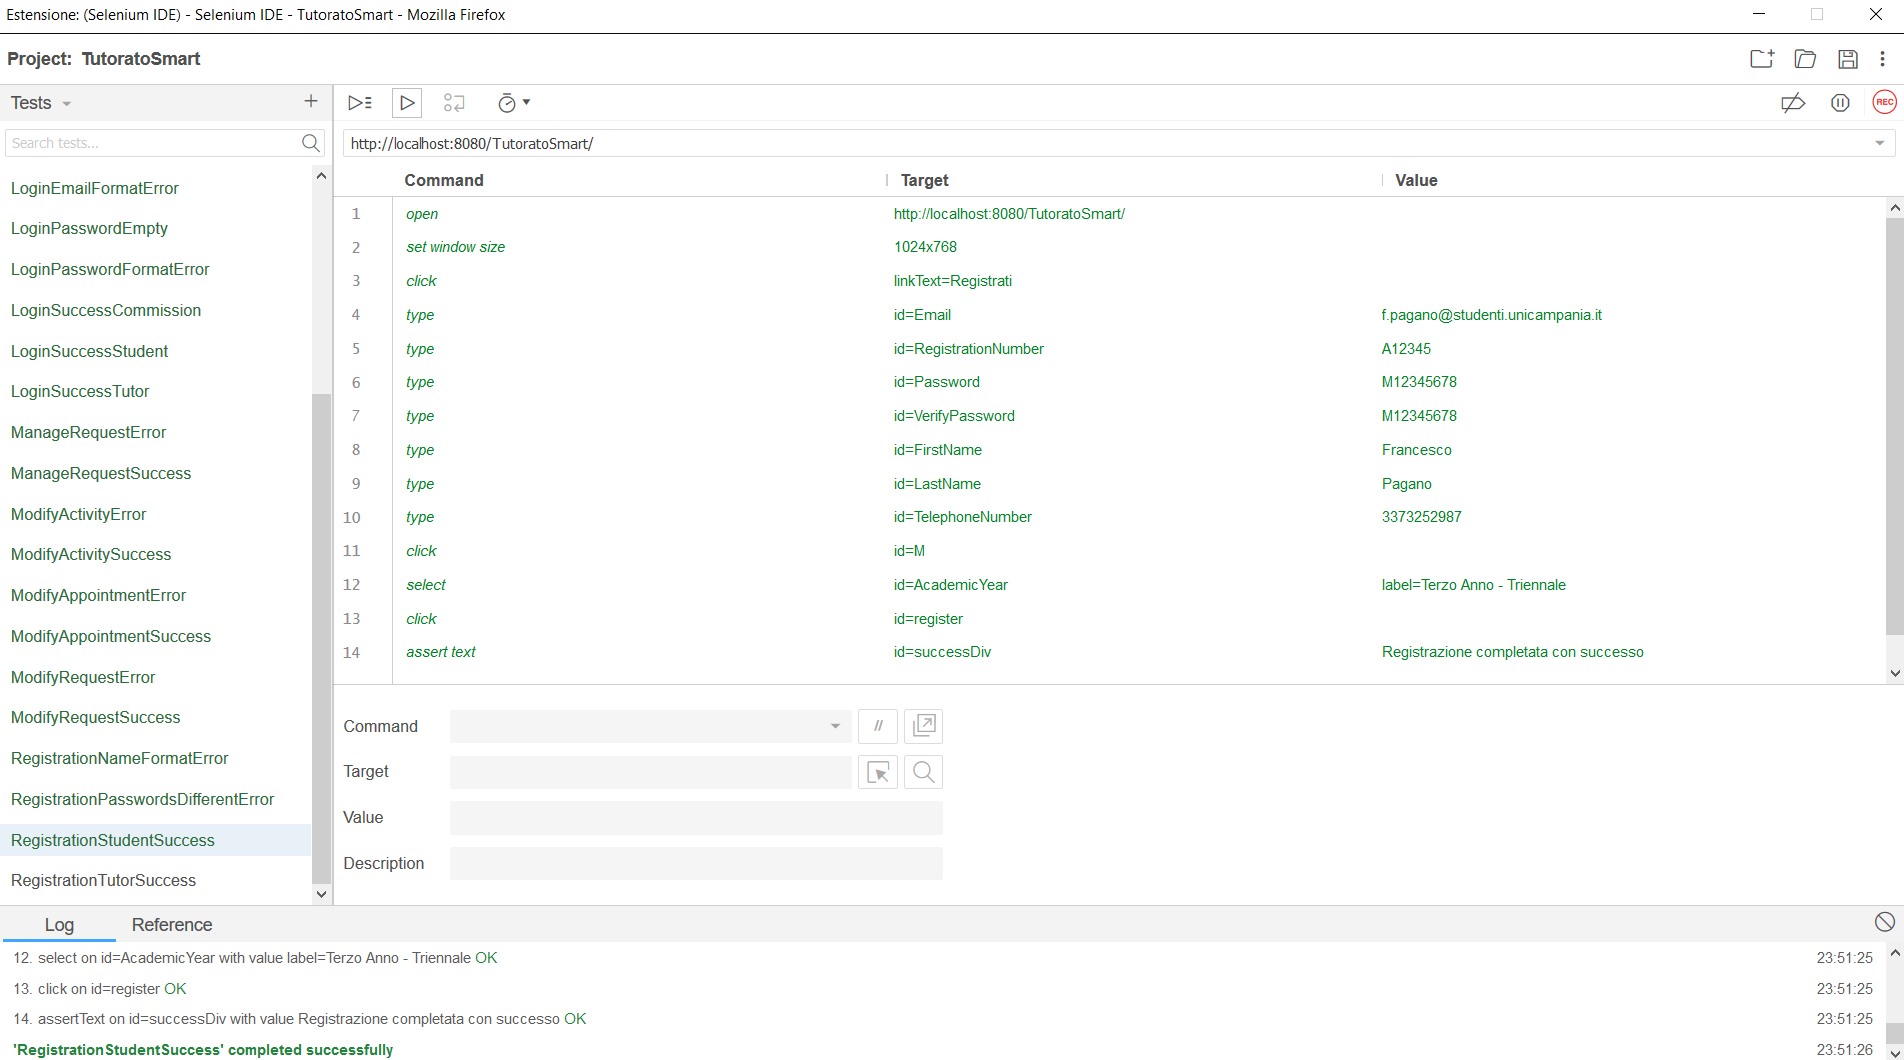 Estensione: (Selenium IDE) - Selenium IDE - TutoratoSmart - Mozilla Firefox
Project: TutoratoSmart
Tests
REC
Search tests...
http://localhost:8080/TutoratoSmart/
LoginEmailFormatError
LoginPasswordEmpty
LoginPasswordFormatError
LoginSuccessCommission
LoginSuccessStudent
LoginSuccessTutor
ManageRequestError
ManageRequestSuccess
ModifyActivityError
ModifyActivitySuccess
ModifyAppointmentError
ModifyAppointmentSuccess
ModifyRequestError
ModifyRequestSuccess
RegistrationNameFormatError
RegistrationPasswordsDifferentError
RegistrationStudentSuccess
RegistrationTutorSuccess
Command Target Value
1 open http://localhost:8080/TutoratoSmart/
2 set window size 1024x768
3 click linkText=Registrati
4 type id=Email f.pagano@studenti.unicampania.it
5 type id=RegistrationNumber A12345
6 type id=Password M12345678
7 type id=VerifyPassword M12345678
8 type id=FirstName Francesco
9 type id=LastName Pagano
10 type id=TelephoneNumber 3373252987
11 click id=M
12 select id=AcademicYear label=Terzo Anno - Triennale
13 click id=register
14 assert text id=successDiv Registrazione completata con successo
Command //
Target
Value
Description
Log Reference
12. select on id=AcademicYear with value label=Terzo Anno - Triennale OK 23:51:25
13. click on id=register OK 23:51:25
14. assertText on id=successDiv with value Registrazione completata con successo OK 23:51:25
'RegistrationStudentSuccess' completed successfully 23:51:26